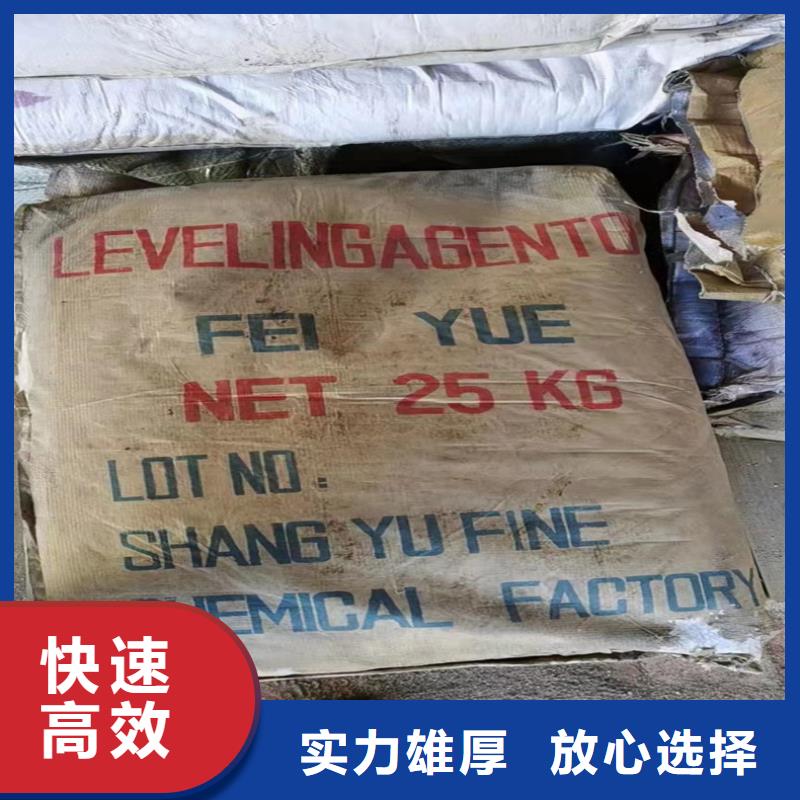 LEVELINGAGENTO
FEI YUE
NET 25 KG
LOT NO:
SHANG YU FINE
CHEMICAL FACTORY
快速
高效
实力雄厚 放心选择